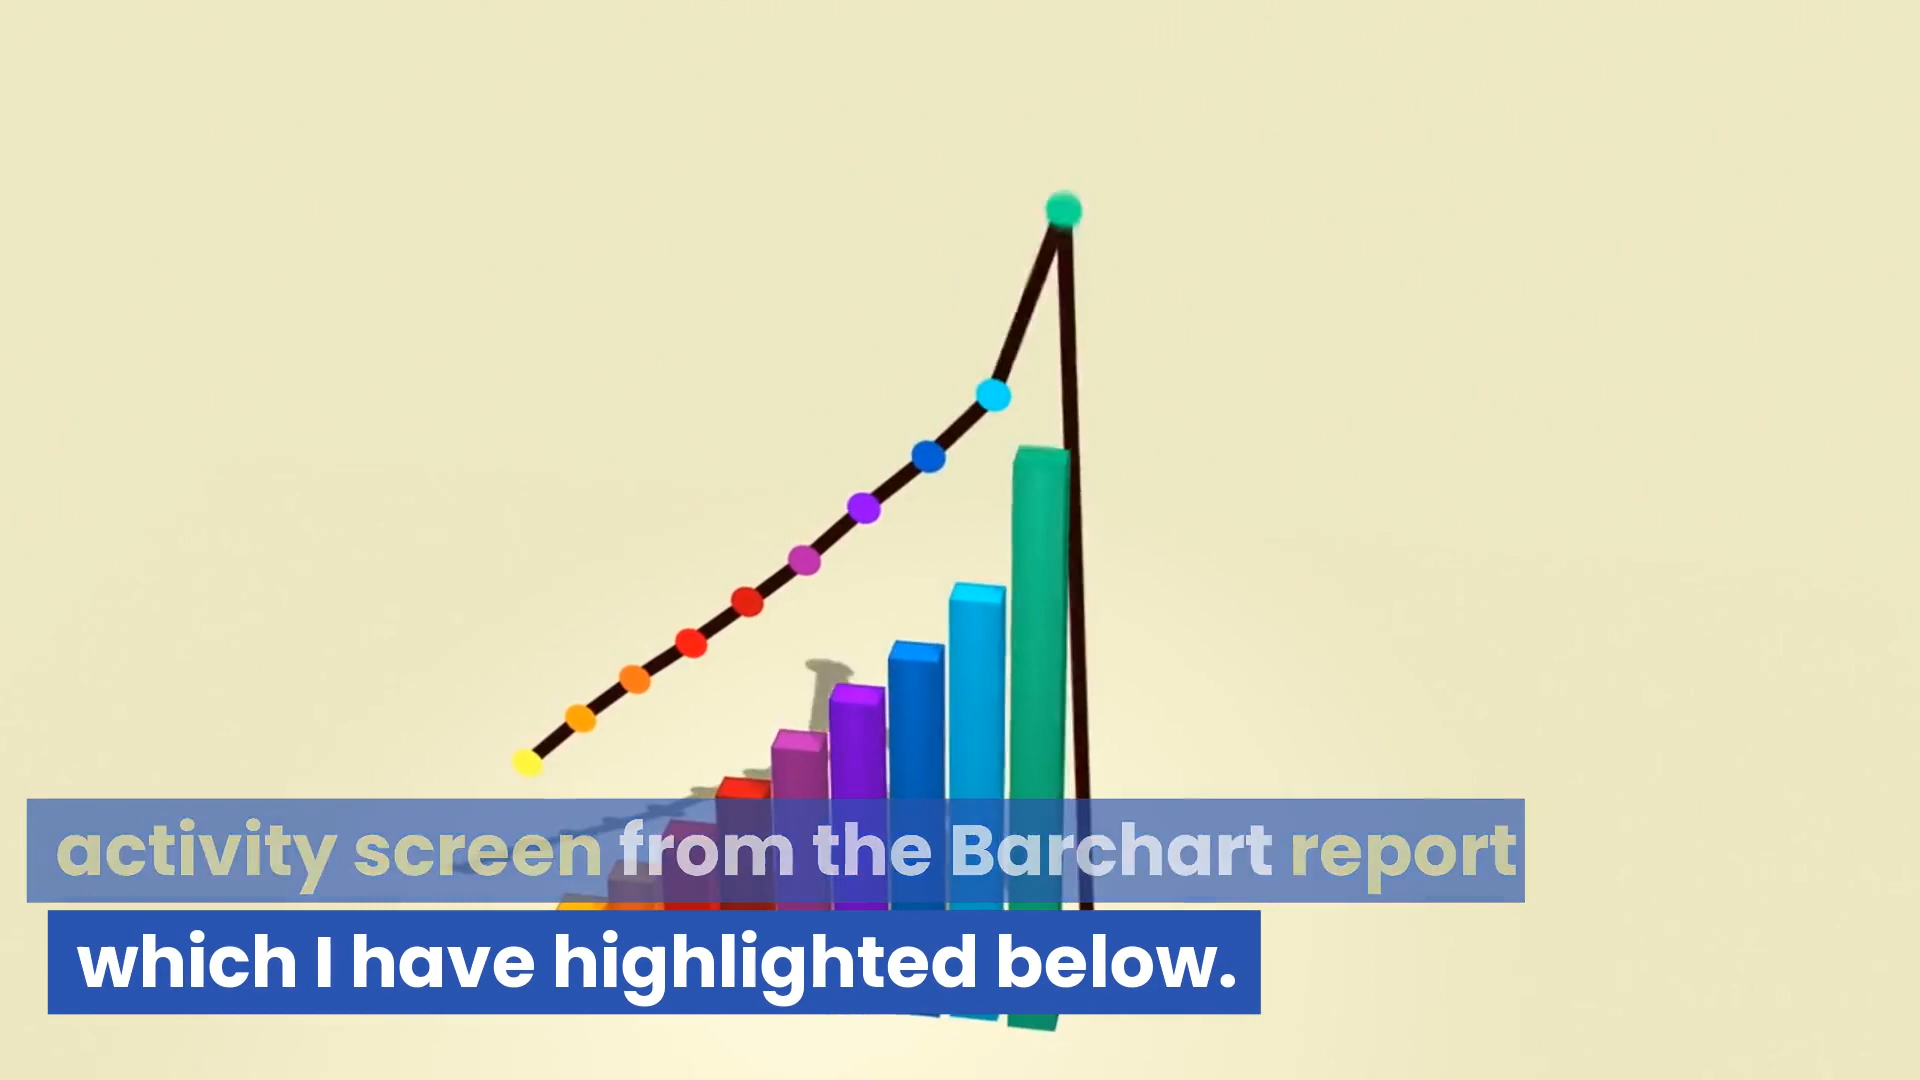 activity screen from the Barchart report
which I have highlighted below.